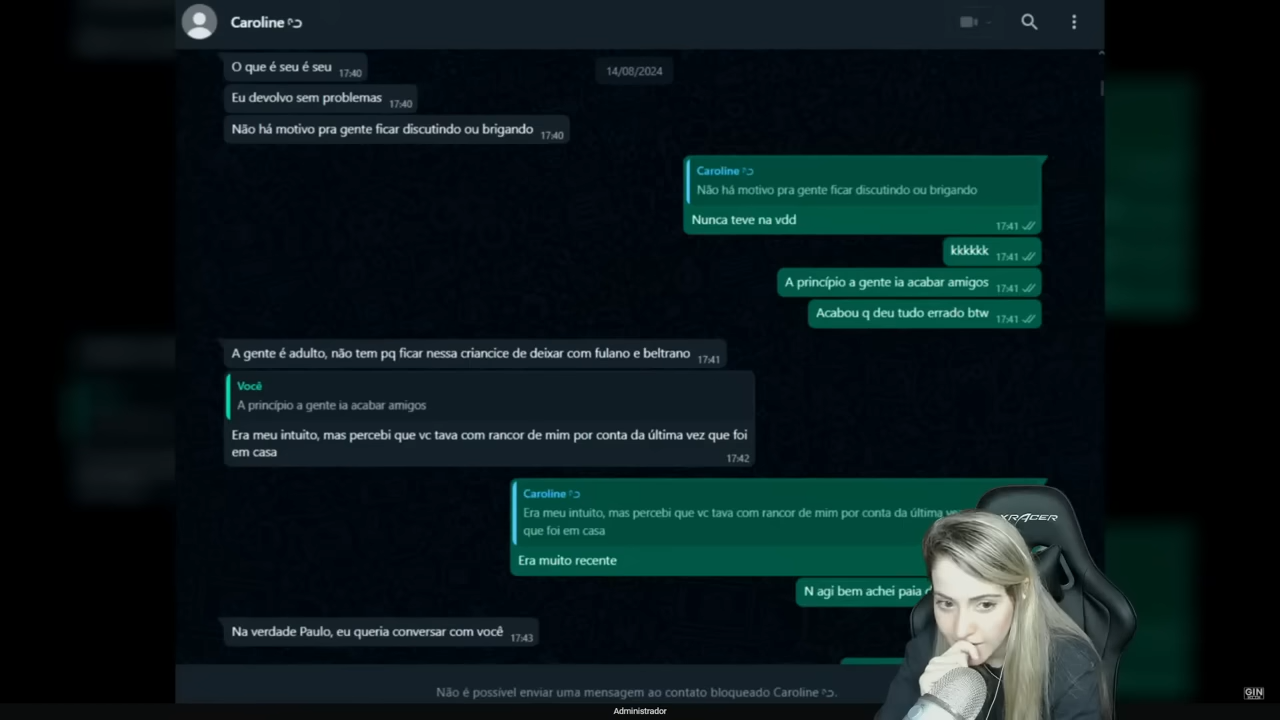 Caroline
O que é seu é seu 17:40
14/08/2024
Eu devolvo sem problemas 17:40
Não há motivo pra gente ficar discutindo ou brigando 17:40
Caroline
Não há motivo pra gente ficar discutindo ou brigando
Nunca teve na vdd 17:41
kkkkkk 17:41
A princípio a gente ia acabar amigos 17:41
Acabou q deu tudo errado btw 17:41
A gente é adulto, não tem pq ficar nessa criancice de deixar com fulano e beltrano 17:41
Você
A princípio a gente ia acabar amigos
Era meu intuito, mas percebi que vc tava com rancor de mim por conta da última vez que foi
em casa 17:42
Caroline
Era meu intuito, mas percebi que vc tava com rancor de mim por conta da última
que foi em casa
Era muito recente
N agi bem achei paia
Na verdade Paulo, eu queria conversar com você 17:43
Não é possível enviar uma mensagem ao contato bloqueado Caroline
XRACER
GIN
Administrador